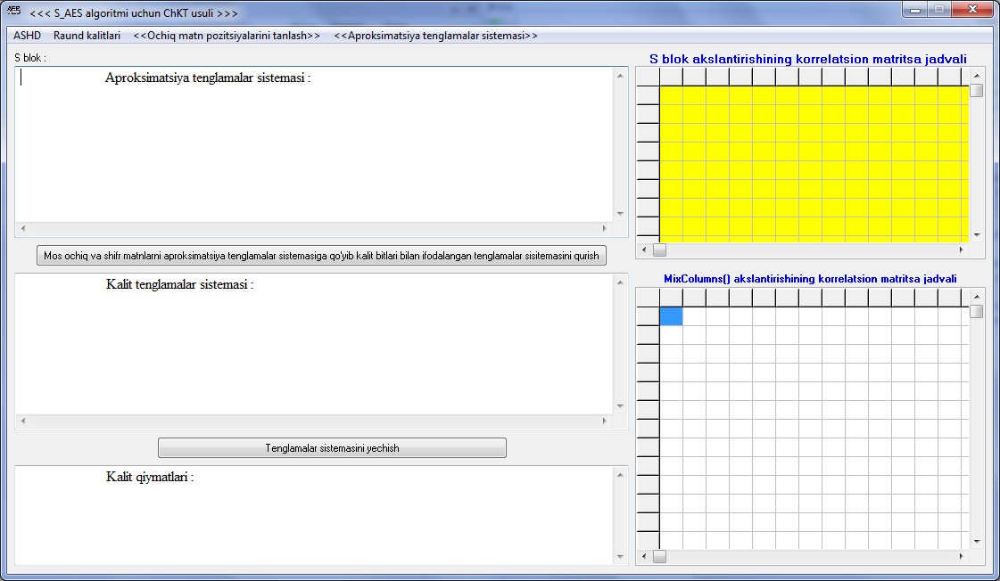 AES
<<< S_AES algoritmi uchun ChKT usuli >>>
ASHD Raund kalitlari <<Ochiq matn pozitsiyalarini tanlash>> <<Aproksimatsiya tenglamalar sistemasi>>
S blok :
Aproksimatsiya tenglamalar sistemasi :
S blok akslantirishining korrelatsion matritsa jadvali
Mos ochiq va shifr matnlarni aproksimatsiya tenglamalar sistemasiga qo'yib kalit bitlari bilan ifodalangan tenglamalar sisitemasini qurish
Kalit tenglamalar sistemasi :
MixColumns() akslantirishining korrelatsion matritsa jadvali
Tenglamalar sistemasini yechish
Kalit qiymatlari :